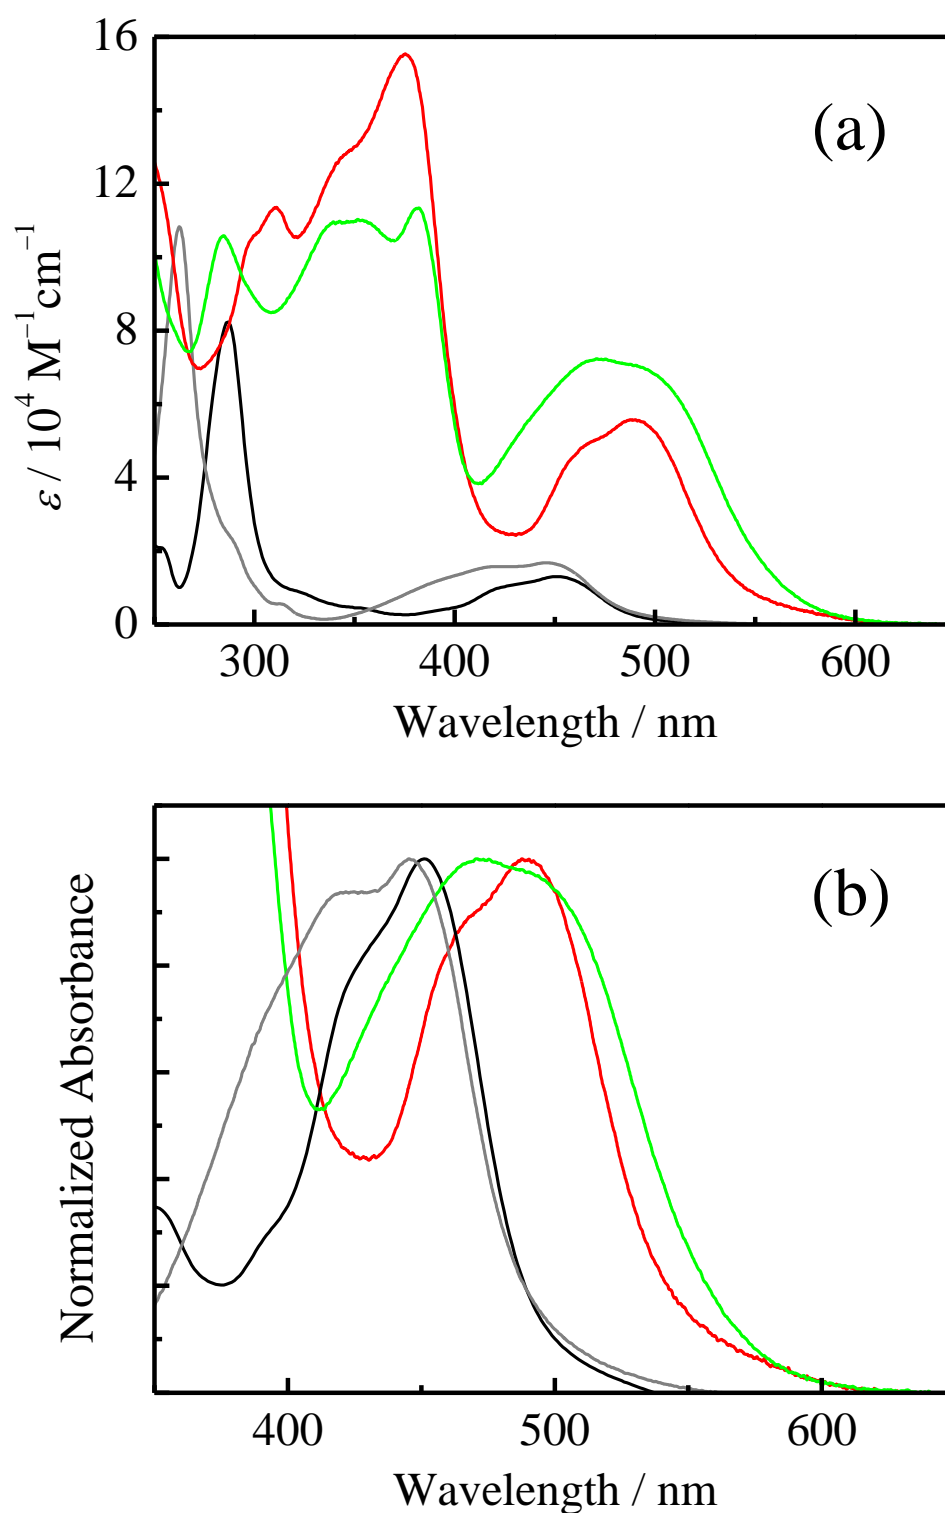 16
(a)
12
8
4
0
ε / 10⁴ M⁻¹cm⁻¹
300 400 500 600
Wavelength / nm
(b)
Normalized Absorbance
400 500 600
Wavelength / nm